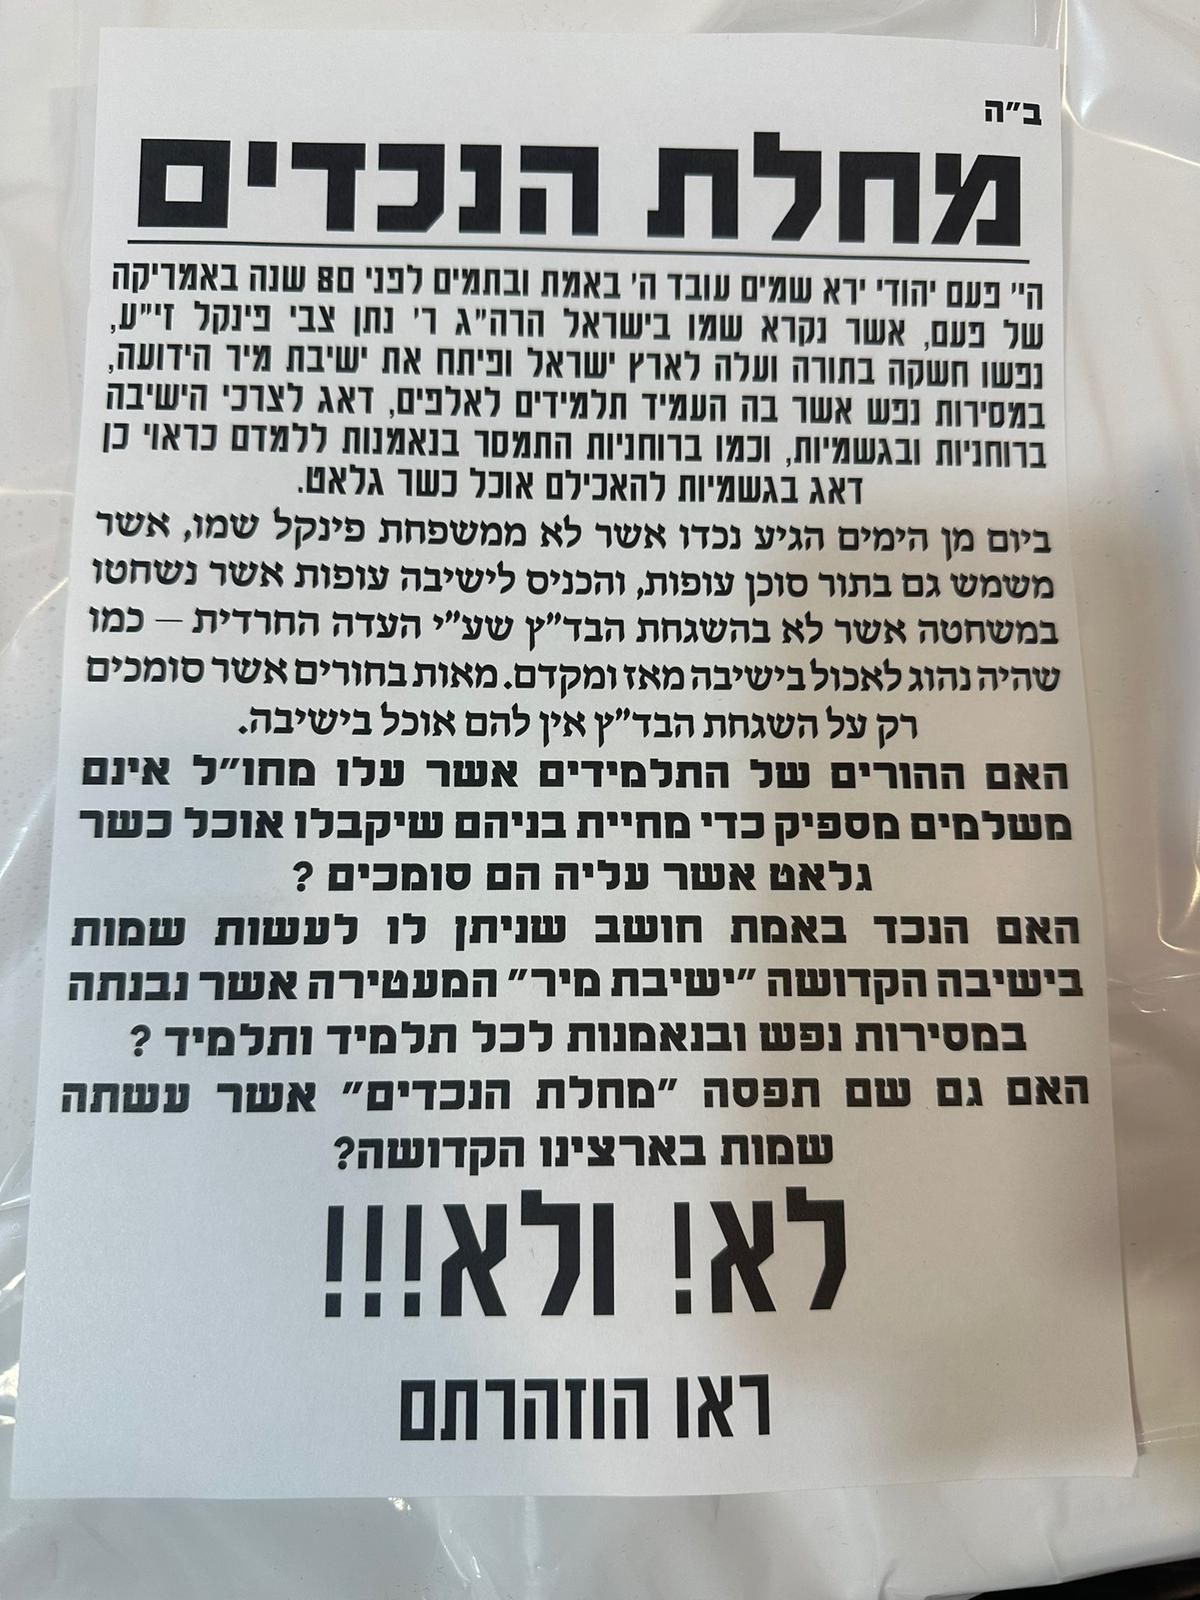 ב"ה
מחלת הנכדים
הי' פעם יהודי ירא שמים עובד ה' באמת ובתמים לפני 80 שנה באמריקה
של פעם, אשר נקרא שמו בישראל הרה"ג ר' נתן צבי פינקל זי"ע,
נפשו חשקה בתורה ועלה לארץ ישראל ופיתח את ישיבת מיר הידועה,
במסירות נפש אשר בה העמיד תלמידים לאלפים, דאג לצרכי הישיבה
ברוחניות ובגשמיות, וכמו ברוחניות התמסר בנאמנות ללמדם כראוי כן
דאג בגשמיות להאכילם אוכל כשר גלאט.
ביום מן הימים הגיע נכדו אשר לא ממשפחת פינקל שמו, אשר
משמש גם בתור סוכן עופות, והכניס לישיבה עופות אשר נשחטו
במשחטה אשר לא בהשגחת הבד"ץ שע"י העדה החרדית – כמו
שהיה נהוג לאכול בישיבה מאז ומקדם. מאות בחורים אשר סומכים
רק על השגחת הבד"ץ אין להם אוכל בישיבה.
האם ההורים של התלמידים אשר עלו מחו"ל אינם
משלמים מספיק כדי מחיית בניהם שיקבלו אוכל כשר
גלאט אשר עליה הם סומכים ?
האם הנכד באמת חושב שניתן לו לעשות שמות
בישיבה הקדושה "ישיבת מיר" המעטירה אשר נבנתה
במסירות נפש ובנאמנות לכל תלמיד ותלמיד ?
האם גם שם תפסה "מחלת הנכדים" אשר עשתה
שמות בארצינו הקדושה?
לא! ולא!!!
ראו הוזהרתם